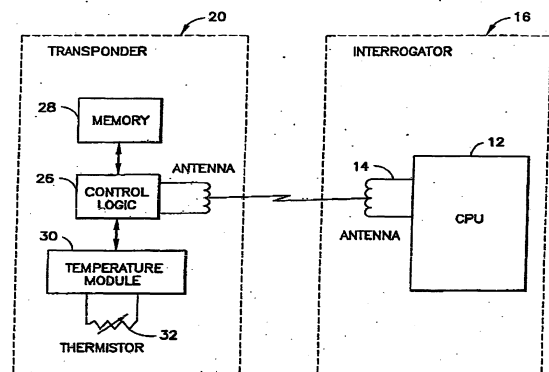 20
16
TRANSPONDER
INTERROGATOR
28
MEMORY
12
ANTENNA
14
26
CONTROL
LOGIC
CPU
30
ANTENNA
TEMPERATURE
MODULE
32
THERMISTOR